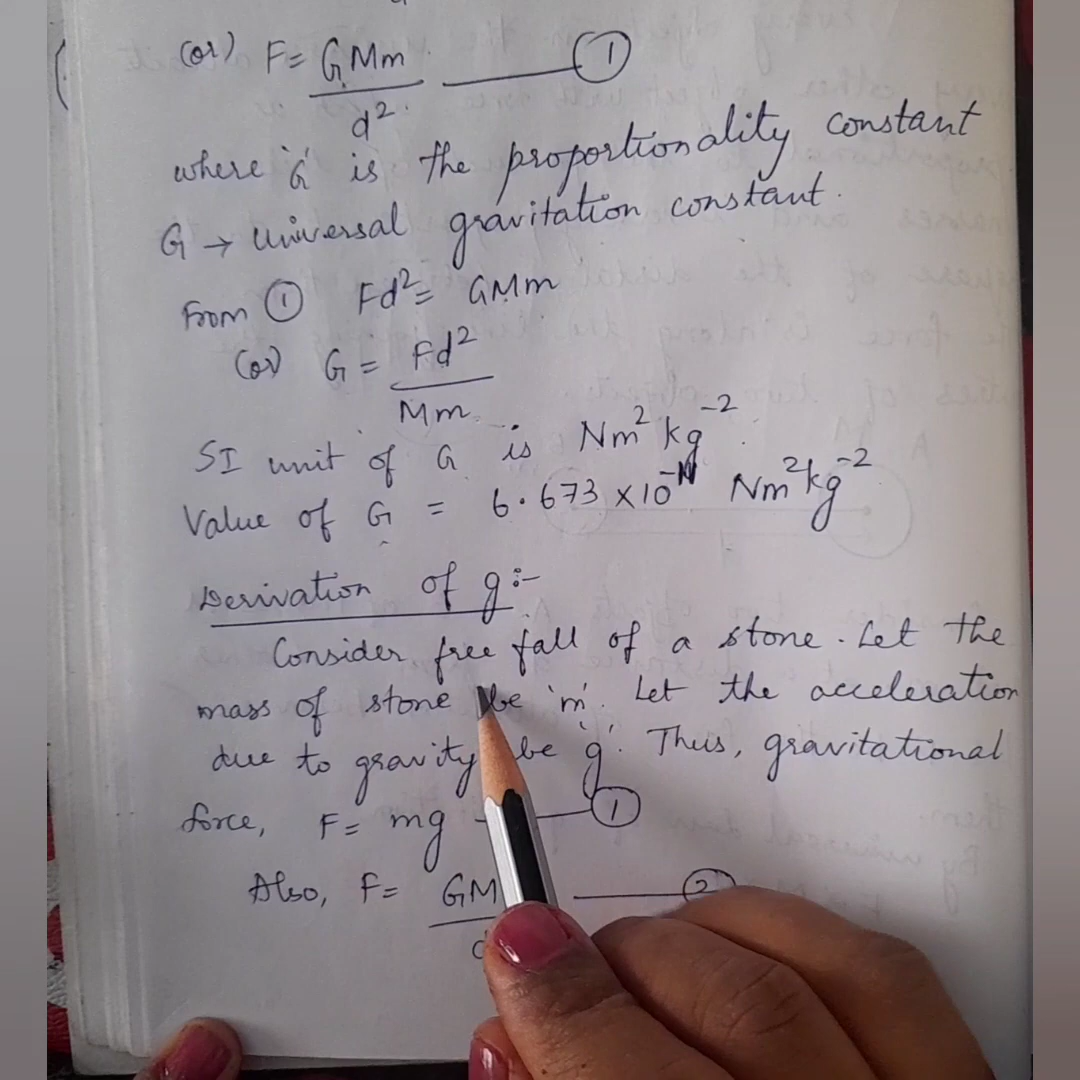 (or) F = GMm / d² ——— ①
where 'G' is the proportionality constant
G → universal gravitation constant.
From ① Fd² = GMm
(or) G = Fd² / Mm
SI unit of G is Nm² kg⁻².
Value of G = 6.673 × 10⁻¹¹ Nm² kg⁻²
Derivation of g :-
Consider free fall of a stone. Let the
mass of stone be 'm'. Let the acceleration
due to gravity be 'g'. Thus, gravitational
force, F = mg ——— ①
Also, F = GM ——— ②